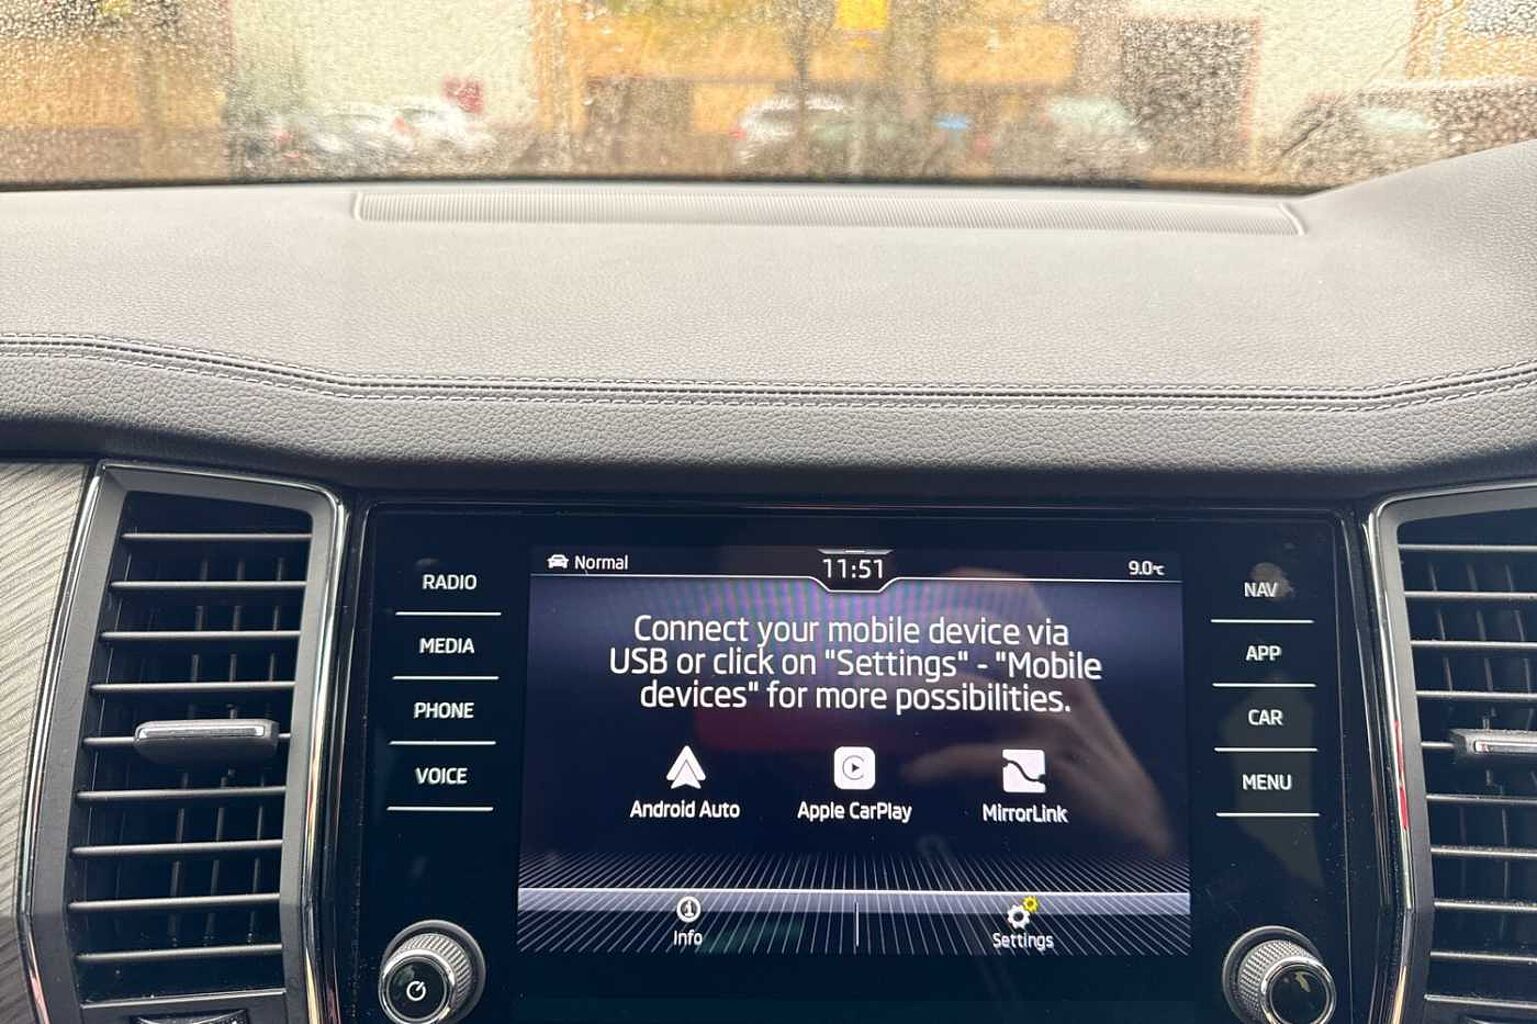 Normal
11:51
9.0°C
RADIO
MEDIA
PHONE
VOICE
Connect your mobile device via
USB or click on "Settings" - "Mobile
devices" for more possibilities.
Android Auto
Apple CarPlay
MirrorLink
Info
Settings
NAV
APP
CAR
MENU